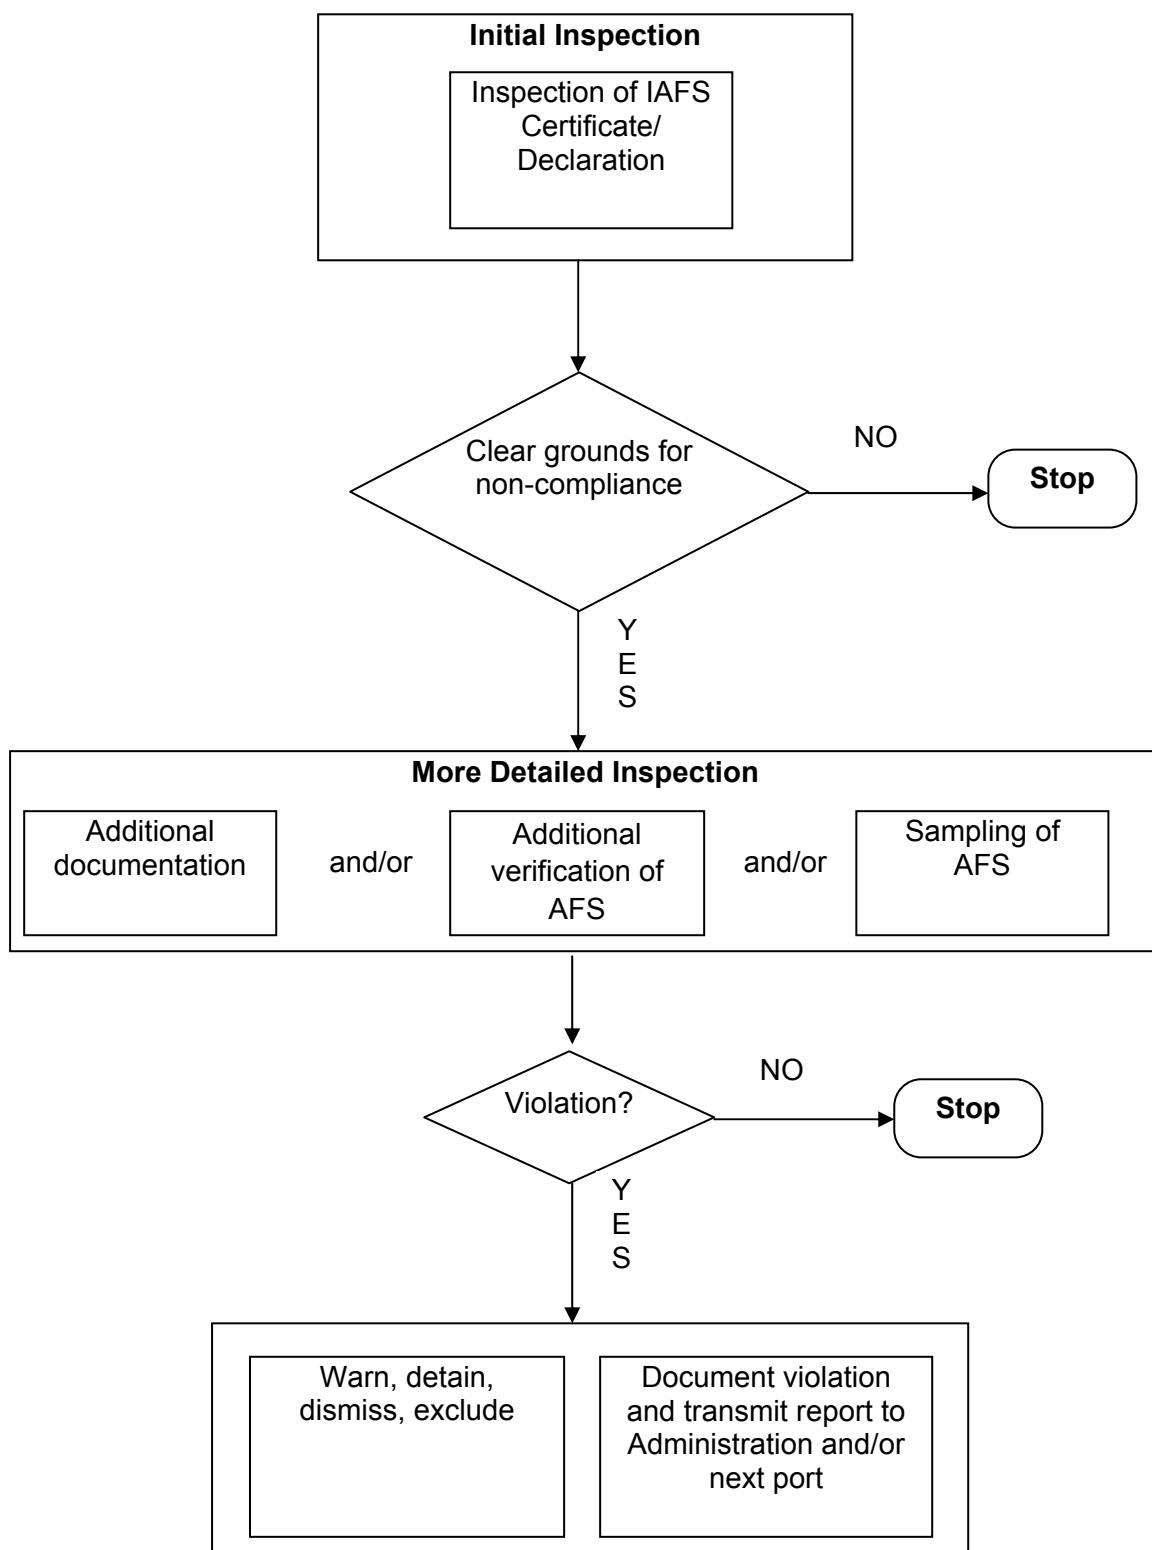 Initial Inspection
Inspection of IAFS
Certificate/
Declaration
Clear grounds for
non-compliance
NO
Stop
Y
E
S
More Detailed Inspection
Additional
documentation
and/or
Additional
verification of
AFS
and/or
Sampling of
AFS
Violation?
NO
Stop
Y
E
S
Warn, detain,
dismiss, exclude
Document violation
and transmit report to
Administration and/or
next port